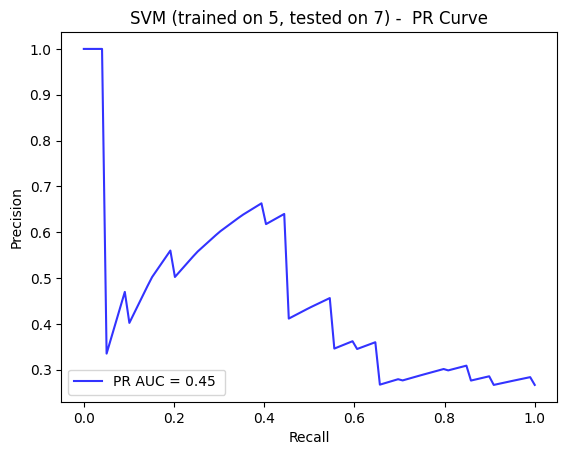 SVM (trained on 5, tested on 7) -  PR Curve
Precision
1.0
0.9
0.8
0.7
0.6
0.5
0.4
0.3
PR AUC = 0.45
0.0 0.2 0.4 0.6 0.8 1.0
Recall